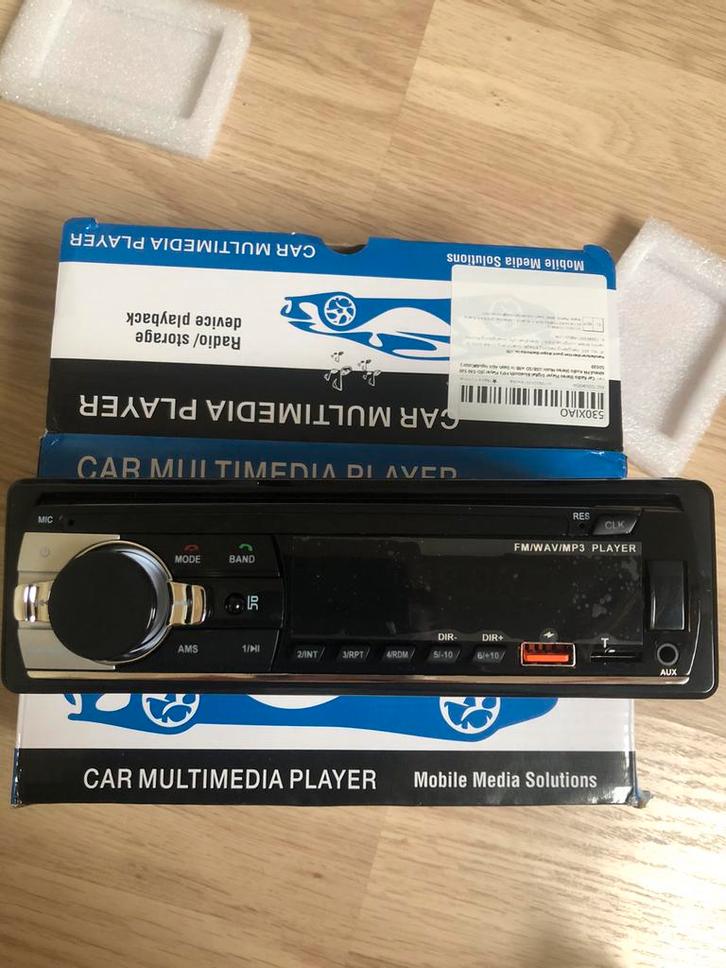 CAR MULTIMEDIA PLAYER
Mobile Media Solutions
Radio/ storage
device playback
CAR MULTIMEDIA PLAYER
530XIAO
CAR MULTIMEDIA PLAYER
MIC
RES
CLK
FM/WAV/MP3 PLAYER
MODE
BAND
AMS
1/▶||
DIR-
DIR+
2/INT
3/RPT
4/RDM
5/-10
6/+10
AUX
CAR MULTIMEDIA PLAYER
Mobile Media Solutions